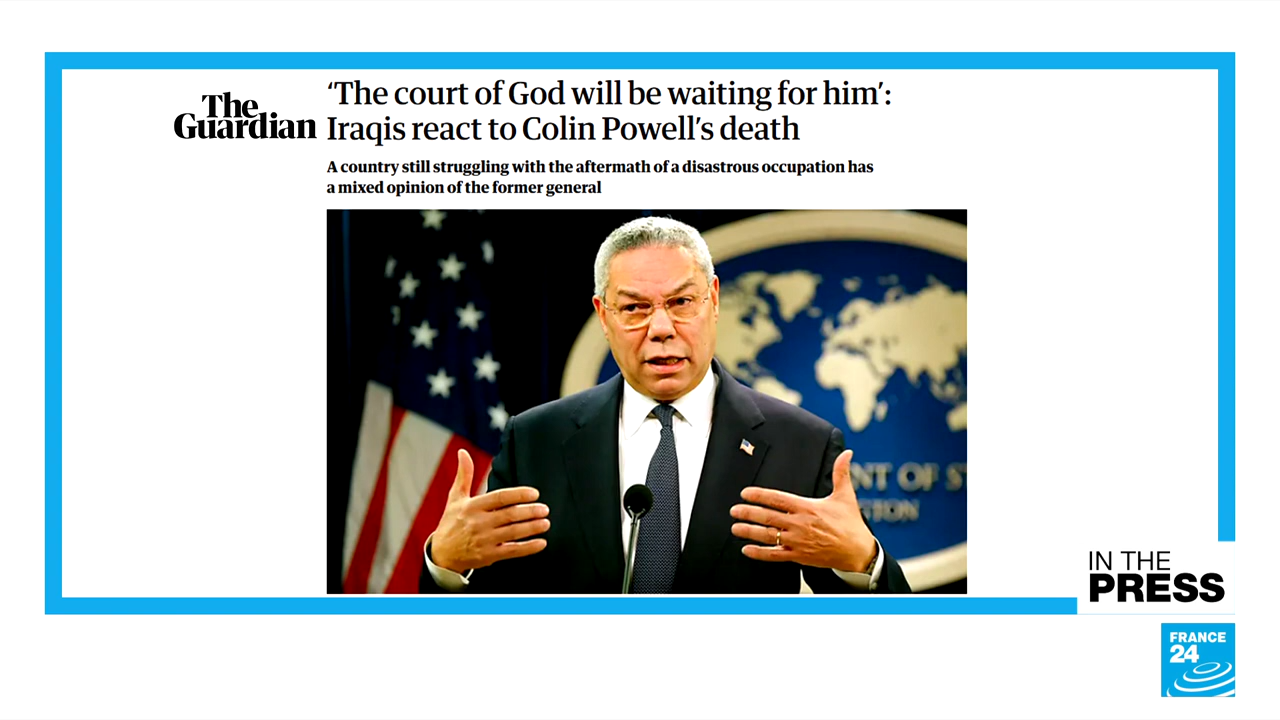 The
Guardian
‘The court of God will be waiting for him’:
Iraqis react to Colin Powell’s death
A country still struggling with the aftermath of a disastrous occupation has
a mixed opinion of the former general
NT OF S
IN THE
PRESS
FRANCE
24